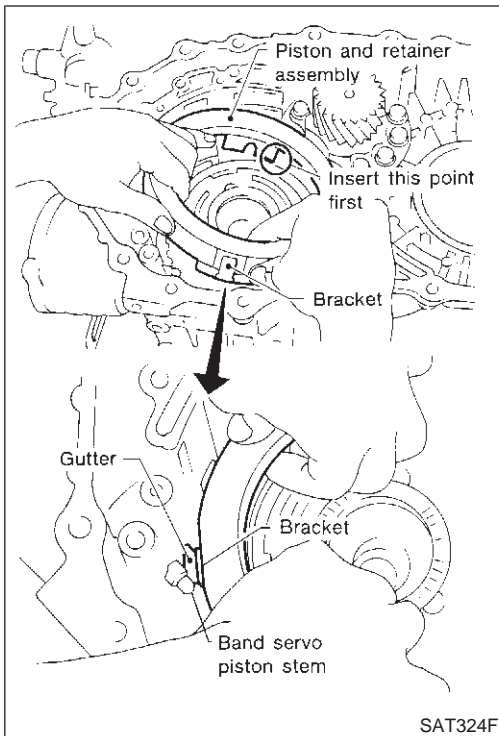 Piston and retainer
assembly
Insert this point
first
Bracket
Gutter
Bracket
Band servo
piston stem
SAT324F